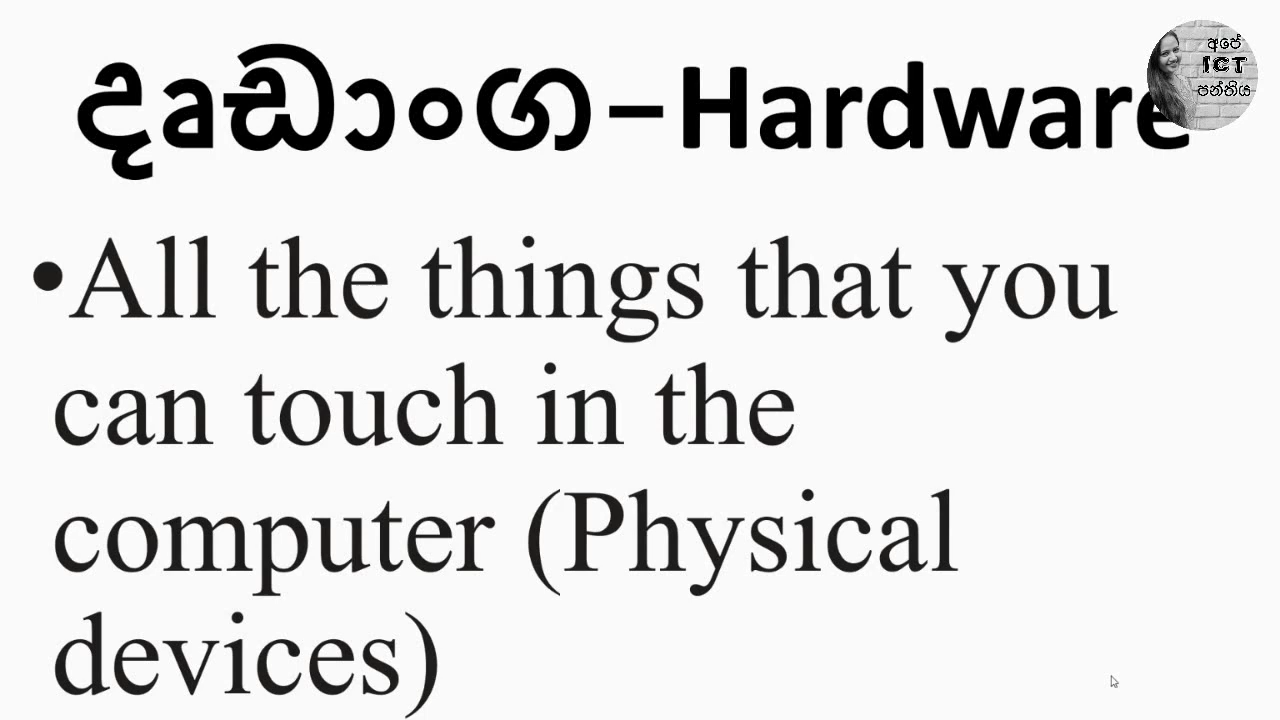 දෘඩාංග – Hardware
අපේ
ICT
පන්තිය
•All the things that you
can touch in the
computer (Physical
devices)